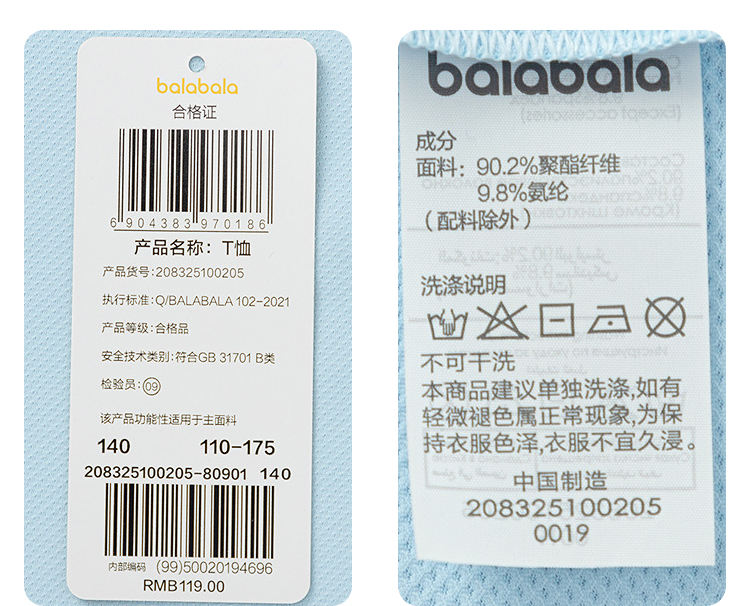 balabala
合格证
6 904383 970186
产品名称：T恤
产品货号:208325100205
执行标准:Q/BALABALA 102-2021
产品等级:合格品
安全技术类别:符合GB 31701 B类
检验员:09
该产品功能性适用于主面料
140 110-175
208325100205-80901 140
内部编码 (99)50020194696
RMB119.00
balabala
成分
面料：90.2%聚酯纤维
9.8%氨纶
（配料除外）
洗涤说明
不可干洗
本商品建议单独洗涤,如有
轻微褪色属正常现象,为保
持衣服色泽,衣服不宜久浸。
中国制造
208325100205
0019